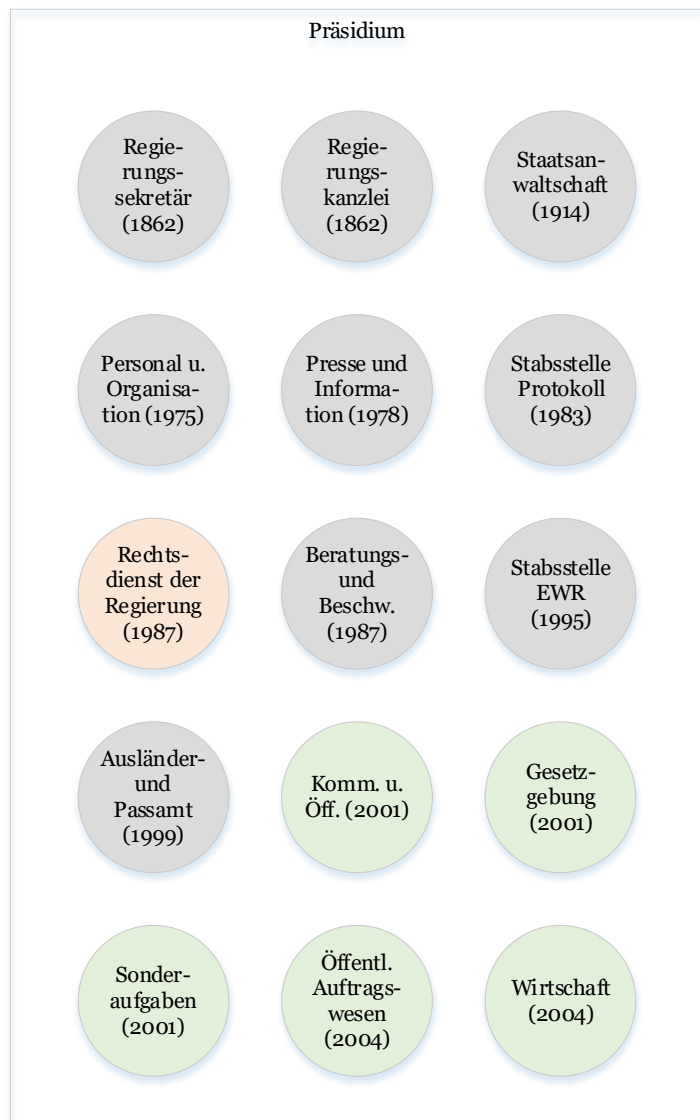 Präsidium
Regie-
rungs-
sekretär
(1862)
Regie-
rungs-
kanzlei
(1862)
Staatsan-
waltschaft
(1914)
Personal u.
Organisa-
tion (1975)
Presse und
Informa-
tion (1978)
Stabsstelle
Protokoll
(1983)
Rechts-
dienst der
Regierung
(1987)
Beratungs-
und
Beschw.
(1987)
Stabsstelle
EWR
(1995)
Ausländer-
und
Passamt
(1999)
Komm. u.
Öff. (2001)
Gesetz-
gebung
(2001)
Sonder-
aufgaben
(2001)
Öffentl.
Auftrags-
wesen
(2004)
Wirtschaft
(2004)